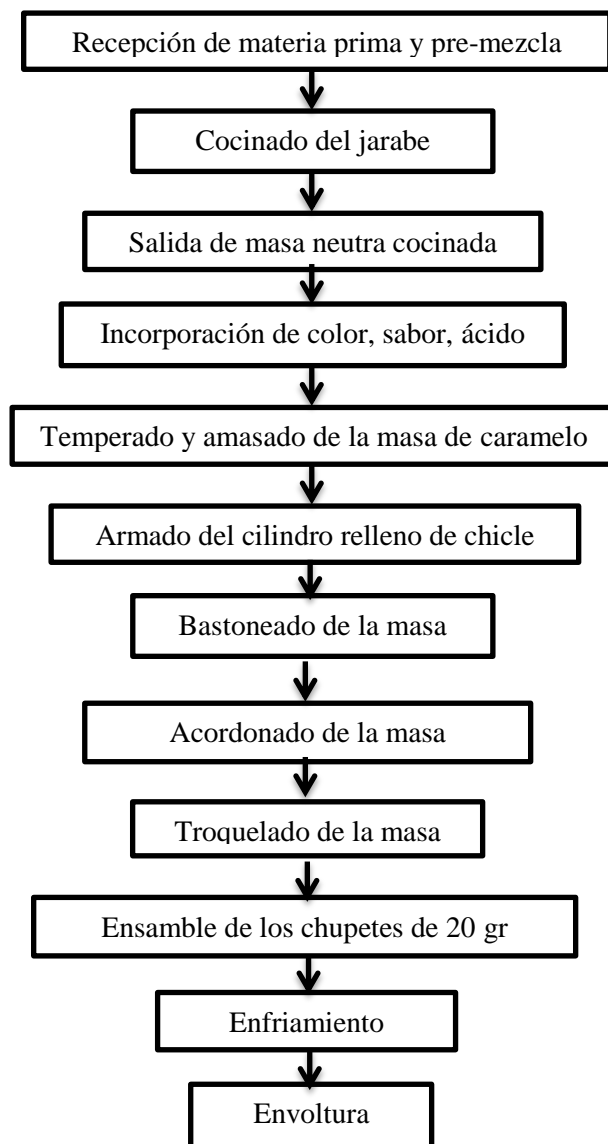 Recepción de materia prima y pre-mezcla
Cocinado del jarabe
Salida de masa neutra cocinada
Incorporación de color, sabor, ácido
Temperado y amasado de la masa de caramelo
Armado del cilindro relleno de chicle
Bastoneado de la masa
Acordonado de la masa
Troquelado de la masa
Ensamble de los chupetes de 20 gr
Enfriamiento
Envoltura